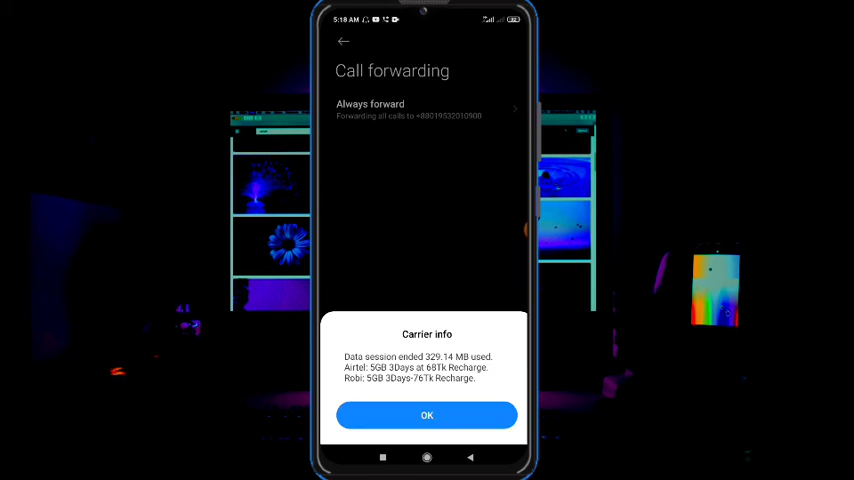 5:18 AM
Call forwarding
Always forward
Forwarding all calls to +88019532010900
Carrier info
Data session ended 329.14 MB used.
Airtel: 5GB 3Days at 68Tk Recharge.
Robi: 5GB 3Days-76Tk Recharge.
OK